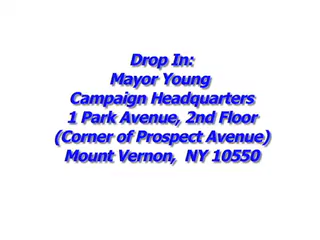 Drop In:
Mayor Young
Campaign Headquarters
1 Park Avenue, 2nd Floor
(Corner of Prospect Avenue)
Mount Vernon, NY 10550